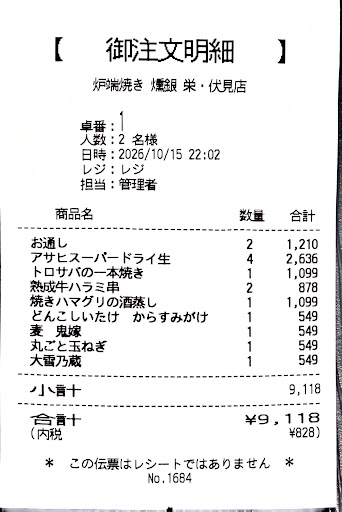 【 御注文明細 】
炉端焼き 燻銀 栄・伏見店
卓番：1
人数：2 名様
日時：2026/10/15 22:02
レジ：レジ
担当：管理者
商品名 数量 合計
お通し 2 1,210
アサヒスーパードライ生 4 2,636
トロサバの一本焼き 1 1,099
熟成牛ハラミ串 2 878
焼きハマグリの酒蒸し 1 1,099
どんこしいたけ からすみがけ 1 549
麦 鬼嫁 1 549
丸ごと玉ねぎ 1 549
大雪乃蔵 1 549
小計 9,118
合計 ¥9,118
(内税 ¥828)
＊ この伝票はレシートではありません ＊
No.1684